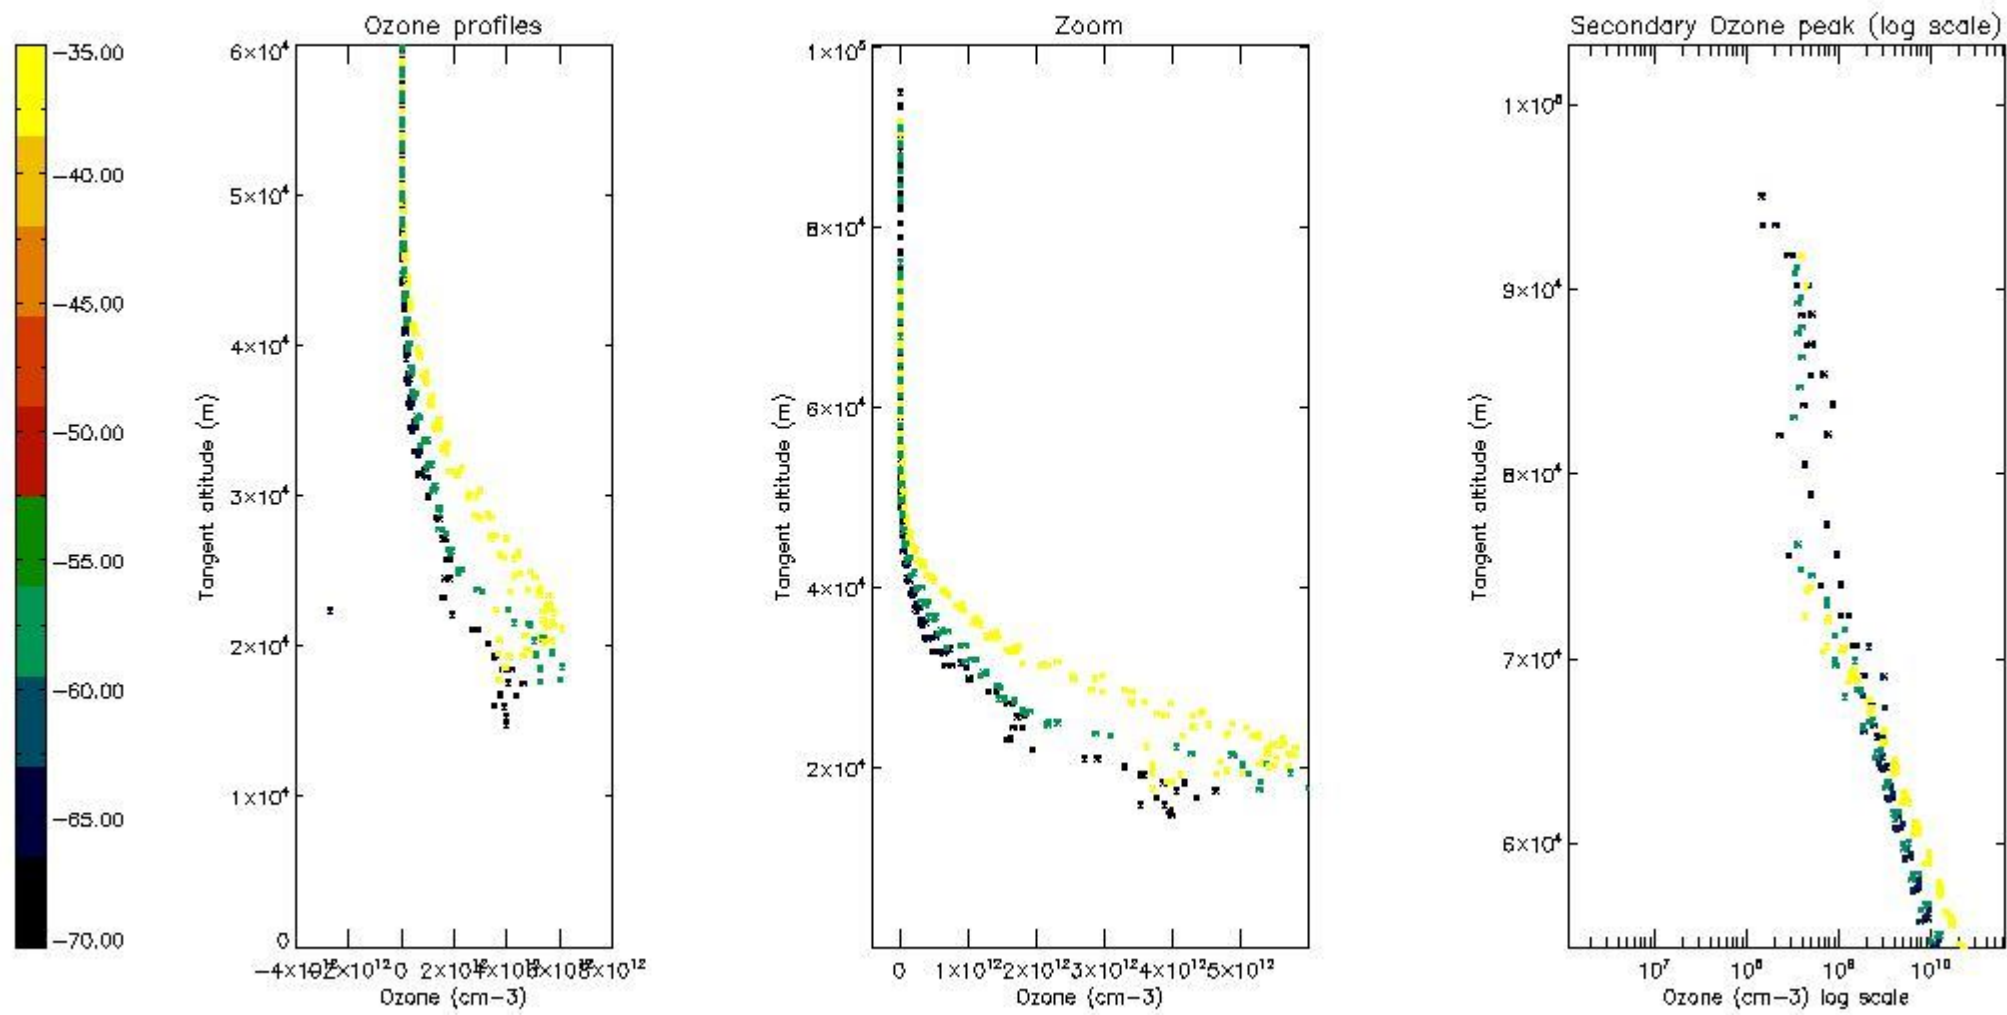 Ozone profiles
Zoom
Secondary Ozone peak (log scale)
-35.00
-40.00
-45.00
-50.00
-55.00
-60.00
-65.00
-70.00
6×10⁴
5×10⁴
4×10⁴
3×10⁴
2×10⁴
1×10⁴
0
Tangent altitude (m)
0
Ozone (cm-3)
1×10⁵
8×10⁴
6×10⁴
4×10⁴
2×10⁴
Tangent altitude (m)
0 1×10¹² 2×10¹² 3×10¹² 4×10¹² 5×10¹²
Ozone (cm-3)
9×10⁴
8×10⁴
7×10⁴
6×10⁴
Tangent altitude (m)
10⁷ 10¹⁰
Ozone (cm-3) log scale